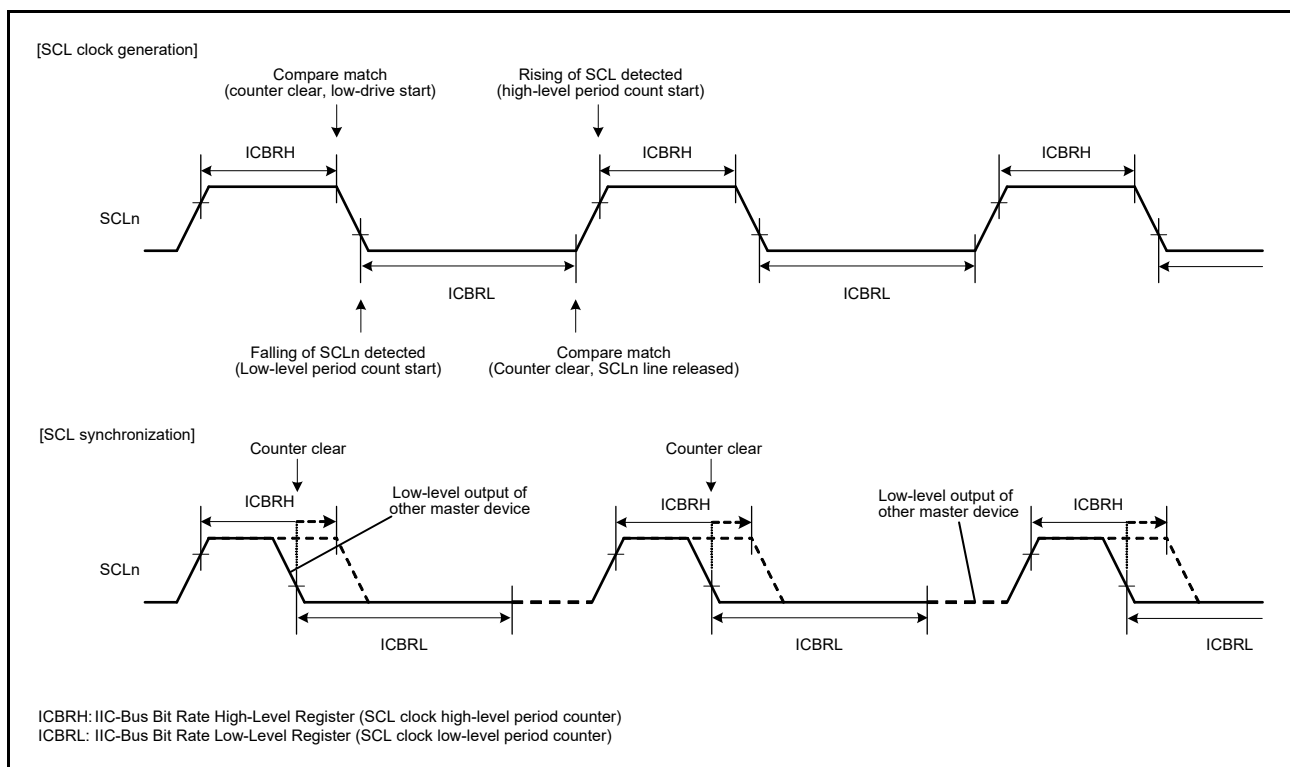 [SCL clock generation]
Compare match
(counter clear, low-drive start)
Rising of SCL detected
(high-level period count start)
ICBRH
ICBRH
ICBRH
SCLn
ICBRL
ICBRL
Falling of SCLn detected
(Low-level period count start)
Compare match
(Counter clear, SCLn line released)
[SCL synchronization]
Counter clear
Counter clear
ICBRH
Low-level output of
other master device
ICBRH
Low-level output of
other master device
ICBRH
SCLn
ICBRL
ICBRL
ICBRL
ICBRH: IIC-Bus Bit Rate High-Level Register (SCL clock high-level period counter)
ICBRL: IIC-Bus Bit Rate Low-Level Register (SCL clock low-level period counter)